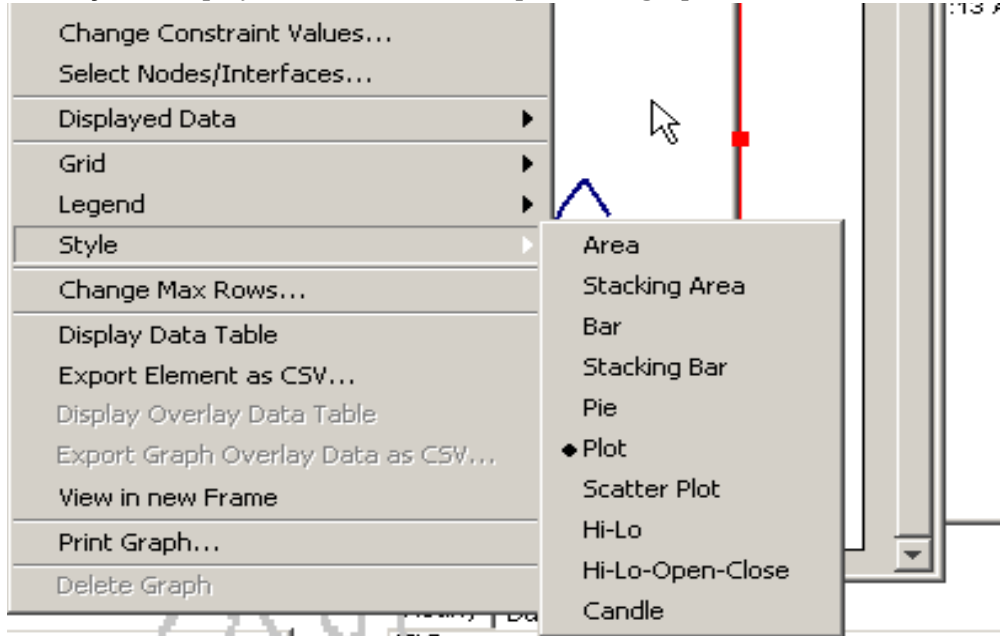 Change Constraint Values...
Select Nodes/Interfaces...
Displayed Data
Grid
Legend
Style
Change Max Rows...
Display Data Table
Export Element as CSV...
Display Overlay Data Table
Export Graph Overlay Data as CSV...
View in new Frame
Print Graph...
Delete Graph
Area
Stacking Area
Bar
Stacking Bar
Pie
Plot
Scatter Plot
Hi-Lo
Hi-Lo-Open-Close
Candle